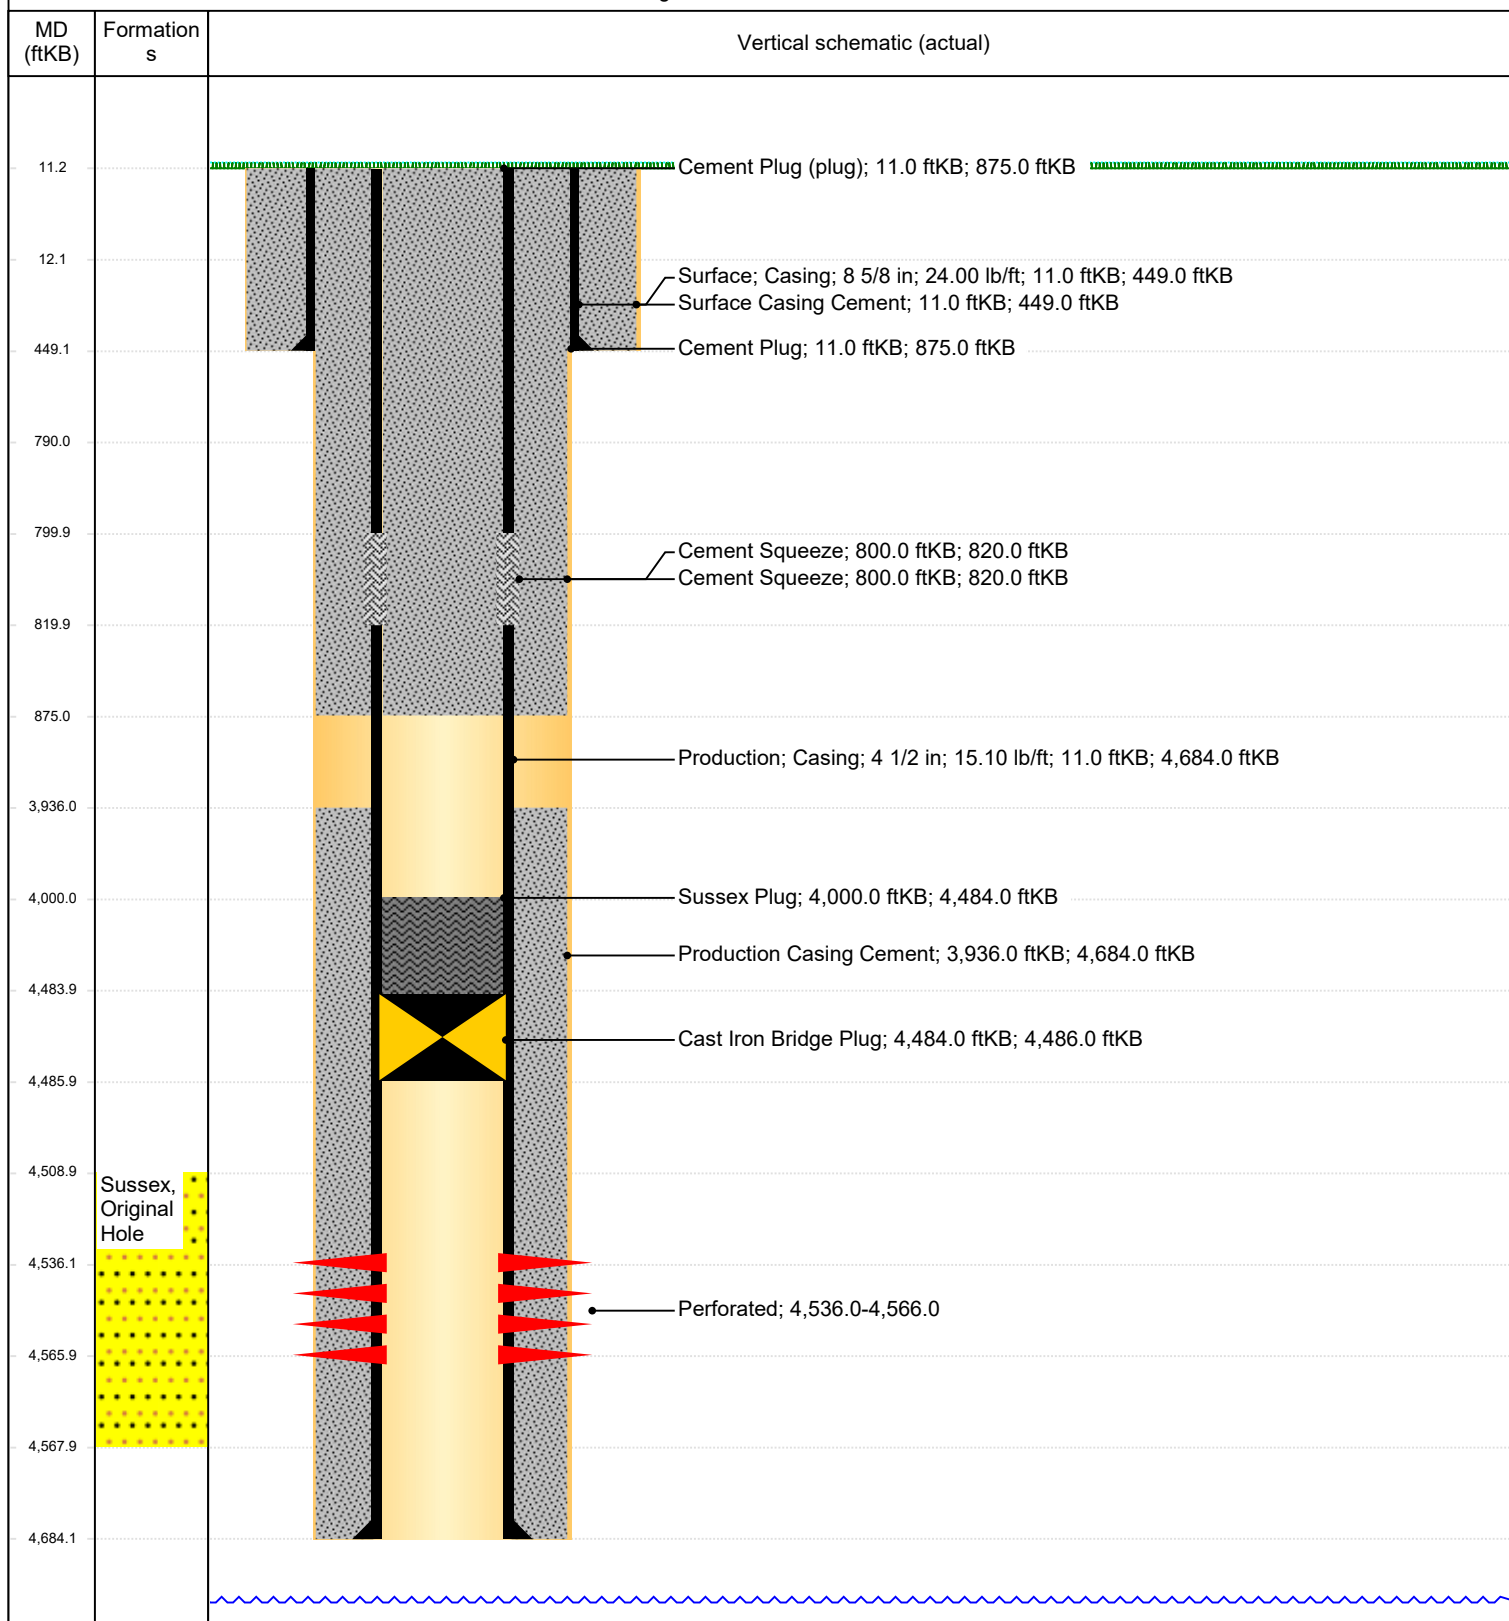 MD
(ftKB)
Formation
s
Vertical schematic (actual)
11.2
Cement Plug (plug); 11.0 ftKB; 875.0 ftKB
12.1
Surface; Casing; 8 5/8 in; 24.00 lb/ft; 11.0 ftKB; 449.0 ftKB
Surface Casing Cement; 11.0 ftKB; 449.0 ftKB
449.1
Cement Plug; 11.0 ftKB; 875.0 ftKB
790.0
799.9
Cement Squeeze; 800.0 ftKB; 820.0 ftKB
Cement Squeeze; 800.0 ftKB; 820.0 ftKB
819.9
875.0
Production; Casing; 4 1/2 in; 15.10 lb/ft; 11.0 ftKB; 4,684.0 ftKB
3,936.0
4,000.0
Sussex Plug; 4,000.0 ftKB; 4,484.0 ftKB
Production Casing Cement; 3,936.0 ftKB; 4,684.0 ftKB
4,483.9
Cast Iron Bridge Plug; 4,484.0 ftKB; 4,486.0 ftKB
4,485.9
4,508.9
Sussex,
Original
Hole
4,536.1
Perforated; 4,536.0-4,566.0
4,565.9
4,567.9
4,684.1